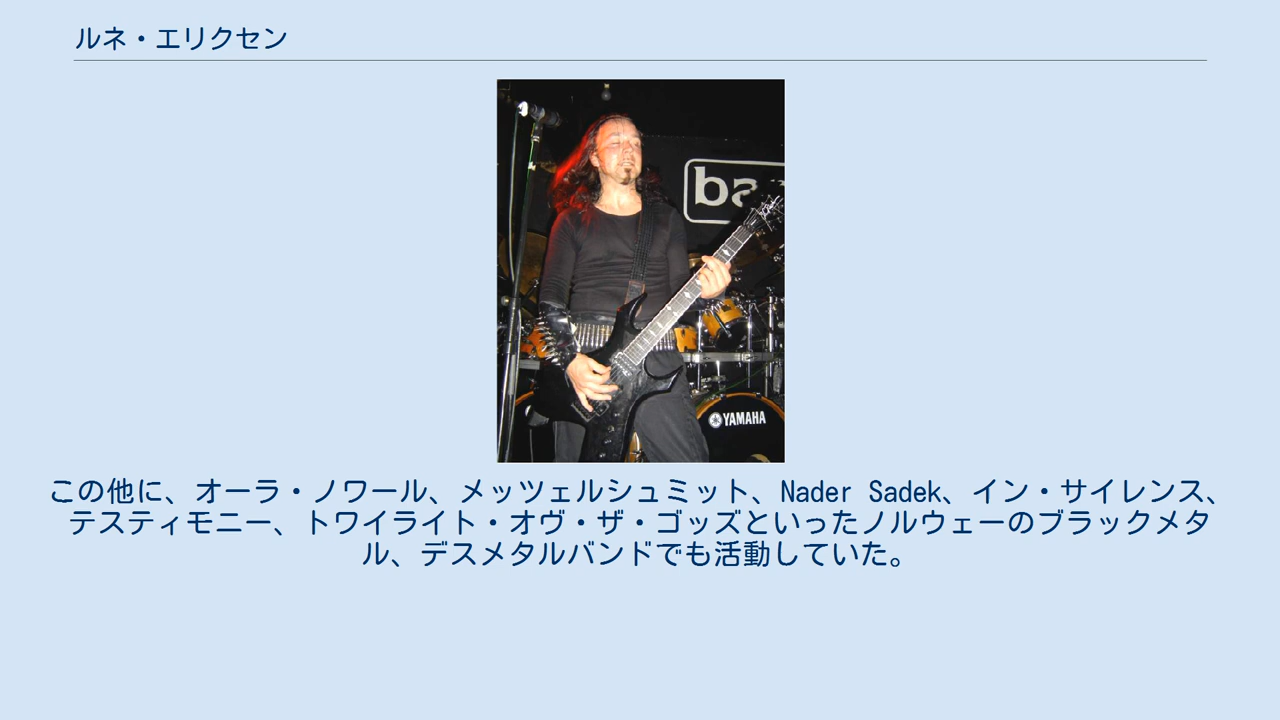 ルネ・エリクセン
ba
YAMAHA
この他に、オーラ・ノワール、メッツェルシュミット、Nader Sadek、イン・サイレンス、
テスティモニー、トワイライト・オヴ・ザ・ゴッズといったノルウェーのブラックメタ
ル、デスメタルバンドでも活動していた。